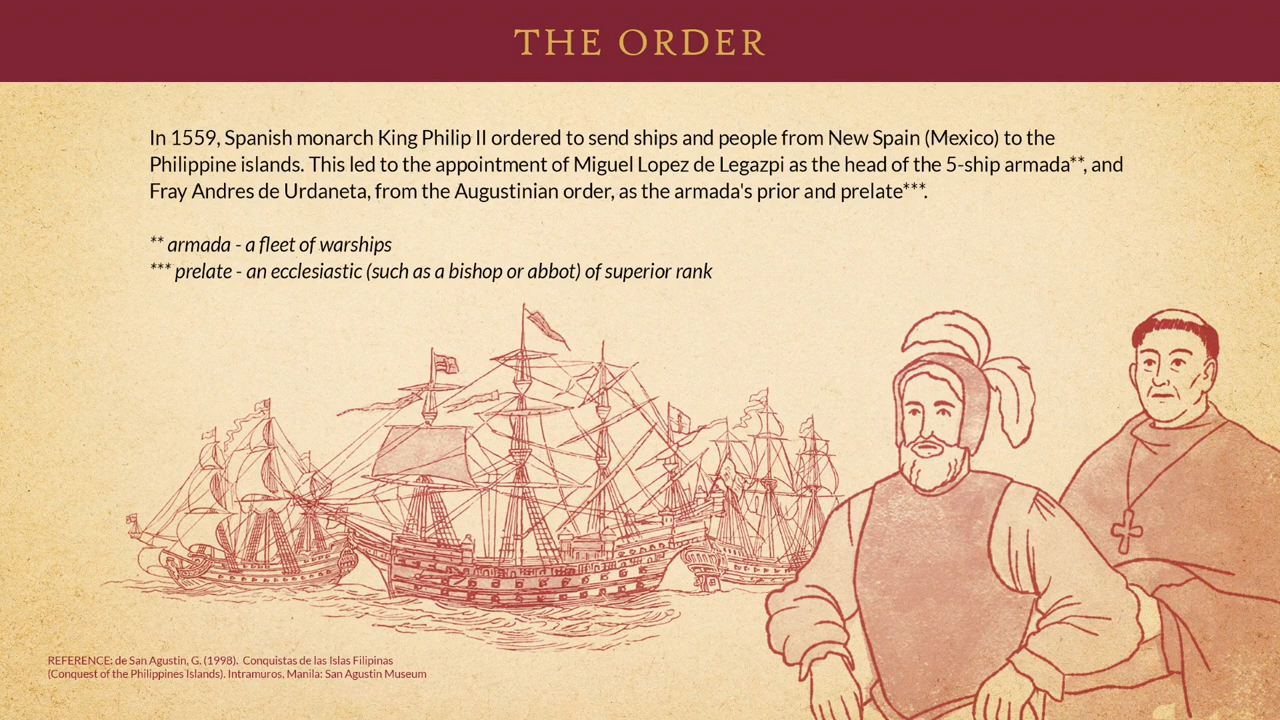 THE ORDER
In 1559, Spanish monarch King Philip II ordered to send ships and people from New Spain (Mexico) to the
Philippine islands. This led to the appointment of Miguel Lopez de Legazpi as the head of the 5-ship armada**, and
Fray Andres de Urdaneta, from the Augustinian order, as the armada's prior and prelate***.
** armada - a fleet of warships
*** prelate - an ecclesiastic (such as a bishop or abbot) of superior rank
REFERENCE: de San Agustin, G. (1998). Conquistas de las Islas Filipinas
(Conquest of the Philippines Islands). Intramuros, Manila: San Agustin Museum